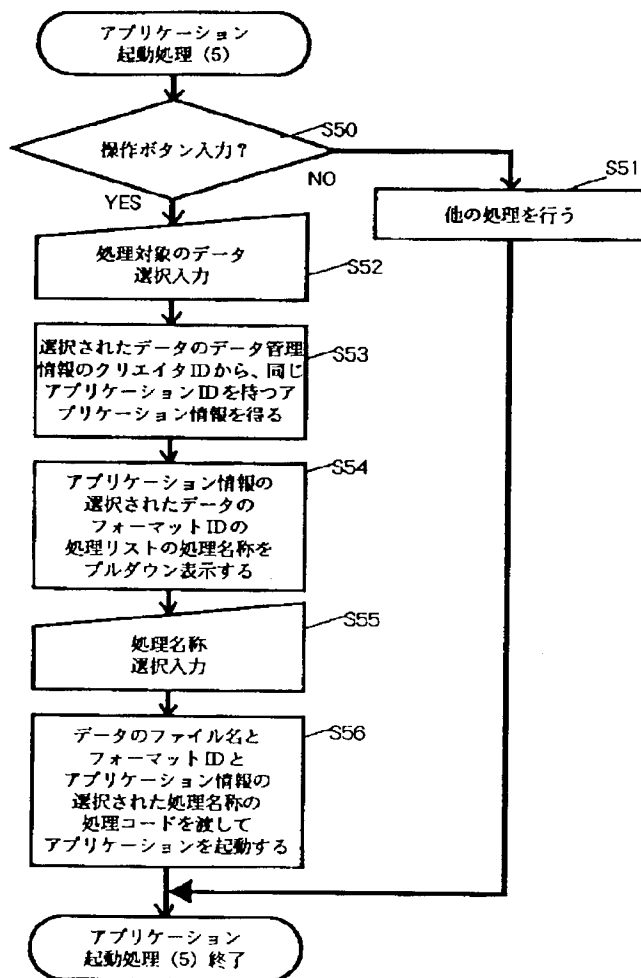 アプリケーション
起動処理(5)
S50
操作ボタン入力?
NO
YES
S51
他の処理を行う
処理対象のデータ
選択入力
S52
選択されたデータのデータ管理
情報のクリエイタIDから、同じ
アプリケーションIDを持つア
プリケーション情報を得る
S53
アプリケーション情報の
選択されたデータの
フォーマットIDの
処理リストの処理名称を
プルダウン表示する
S54
処理名称
選択入力
S55
データのファイル名と
フォーマットIDと
アプリケーション情報の
選択された処理名称の
処理コードを渡して
アプリケーションを起動する
S56
アプリケーション
起動処理(5)終了